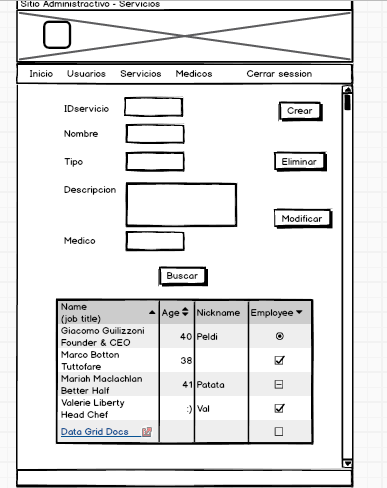 Sitio Administrativo - Servicios
Inicio Usuarios Servicios Medicos Cerrar session
IDservicio
Crear
Nombre
Tipo
Eliminar
Descripcion
Modificar
Medico
Buscar
Name
(job title) Age Nickname Employee
Giacomo Guilizzoni
Founder & CEO 40 Peldi
Marco Botton
Tuttofare 38
Mariah Maclachlan
Better Half 41 Patata
Valerie Liberty
Head Chef :) Val
Data Grid Docs